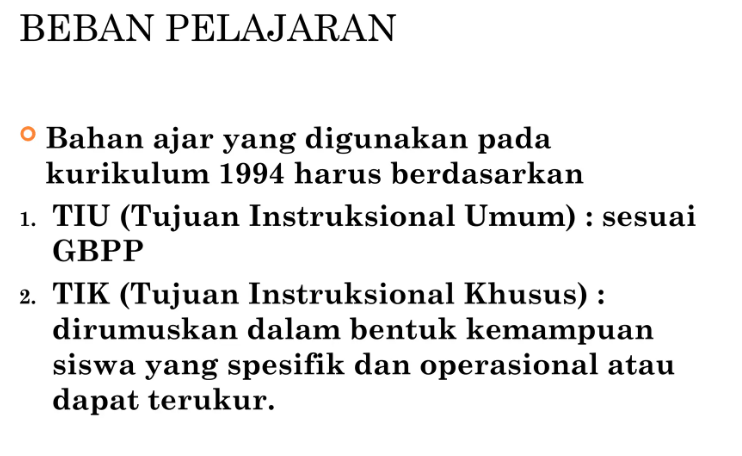 BEBAN PELAJARAN
Bahan ajar yang digunakan pada
kurikulum 1994 harus berdasarkan
1. TIU (Tujuan Instruksional Umum) : sesuai
GBPP
2. TIK (Tujuan Instruksional Khusus) :
dirumuskan dalam bentuk kemampuan
siswa yang spesifik dan operasional atau
dapat terukur.